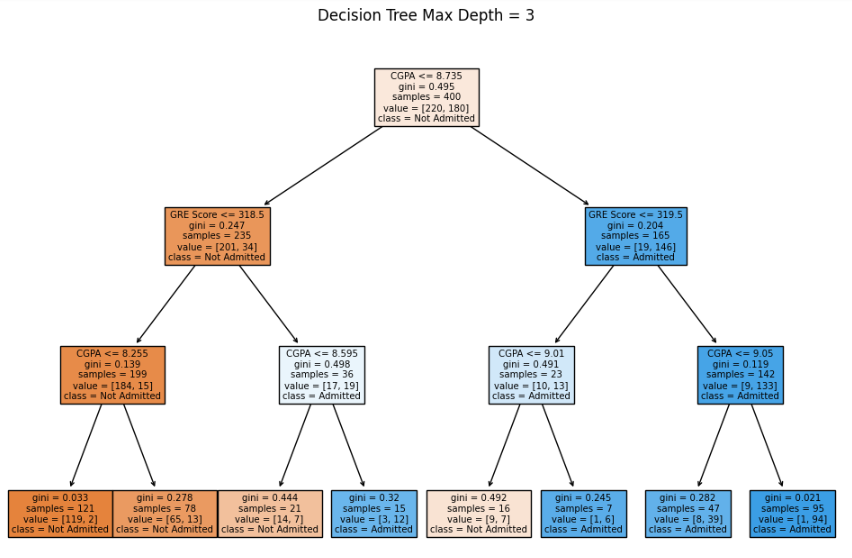 Decision Tree Max Depth = 3
CGPA <= 8.735
gini = 0.495
samples = 400
value = [220, 180]
class = Not Admitted
GRE Score <= 318.5
gini = 0.247
samples = 235
value = [201, 34]
class = Not Admitted
GRE Score <= 319.5
gini = 0.204
samples = 165
value = [19, 146]
class = Admitted
CGPA <= 8.255
gini = 0.139
samples = 199
value = [184, 15]
class = Not Admitted
CGPA <= 8.595
gini = 0.498
samples = 36
value = [17, 19]
class = Admitted
CGPA <= 9.01
gini = 0.491
samples = 23
value = [10, 13]
class = Admitted
CGPA <= 9.05
gini = 0.119
samples = 142
value = [9, 133]
class = Admitted
gini = 0.033
samples = 121
value = [119, 2]
class = Not Admitted
gini = 0.278
samples = 78
value = [65, 13]
class = Not Admitted
gini = 0.444
samples = 21
value = [14, 7]
class = Not Admitted
gini = 0.32
samples = 15
value = [3, 12]
class = Admitted
gini = 0.492
samples = 16
value = [9, 7]
class = Not Admitted
gini = 0.245
samples = 7
value = [1, 6]
class = Admitted
gini = 0.282
samples = 47
value = [8, 39]
class = Admitted
gini = 0.021
samples = 95
value = [1, 94]
class = Admitted